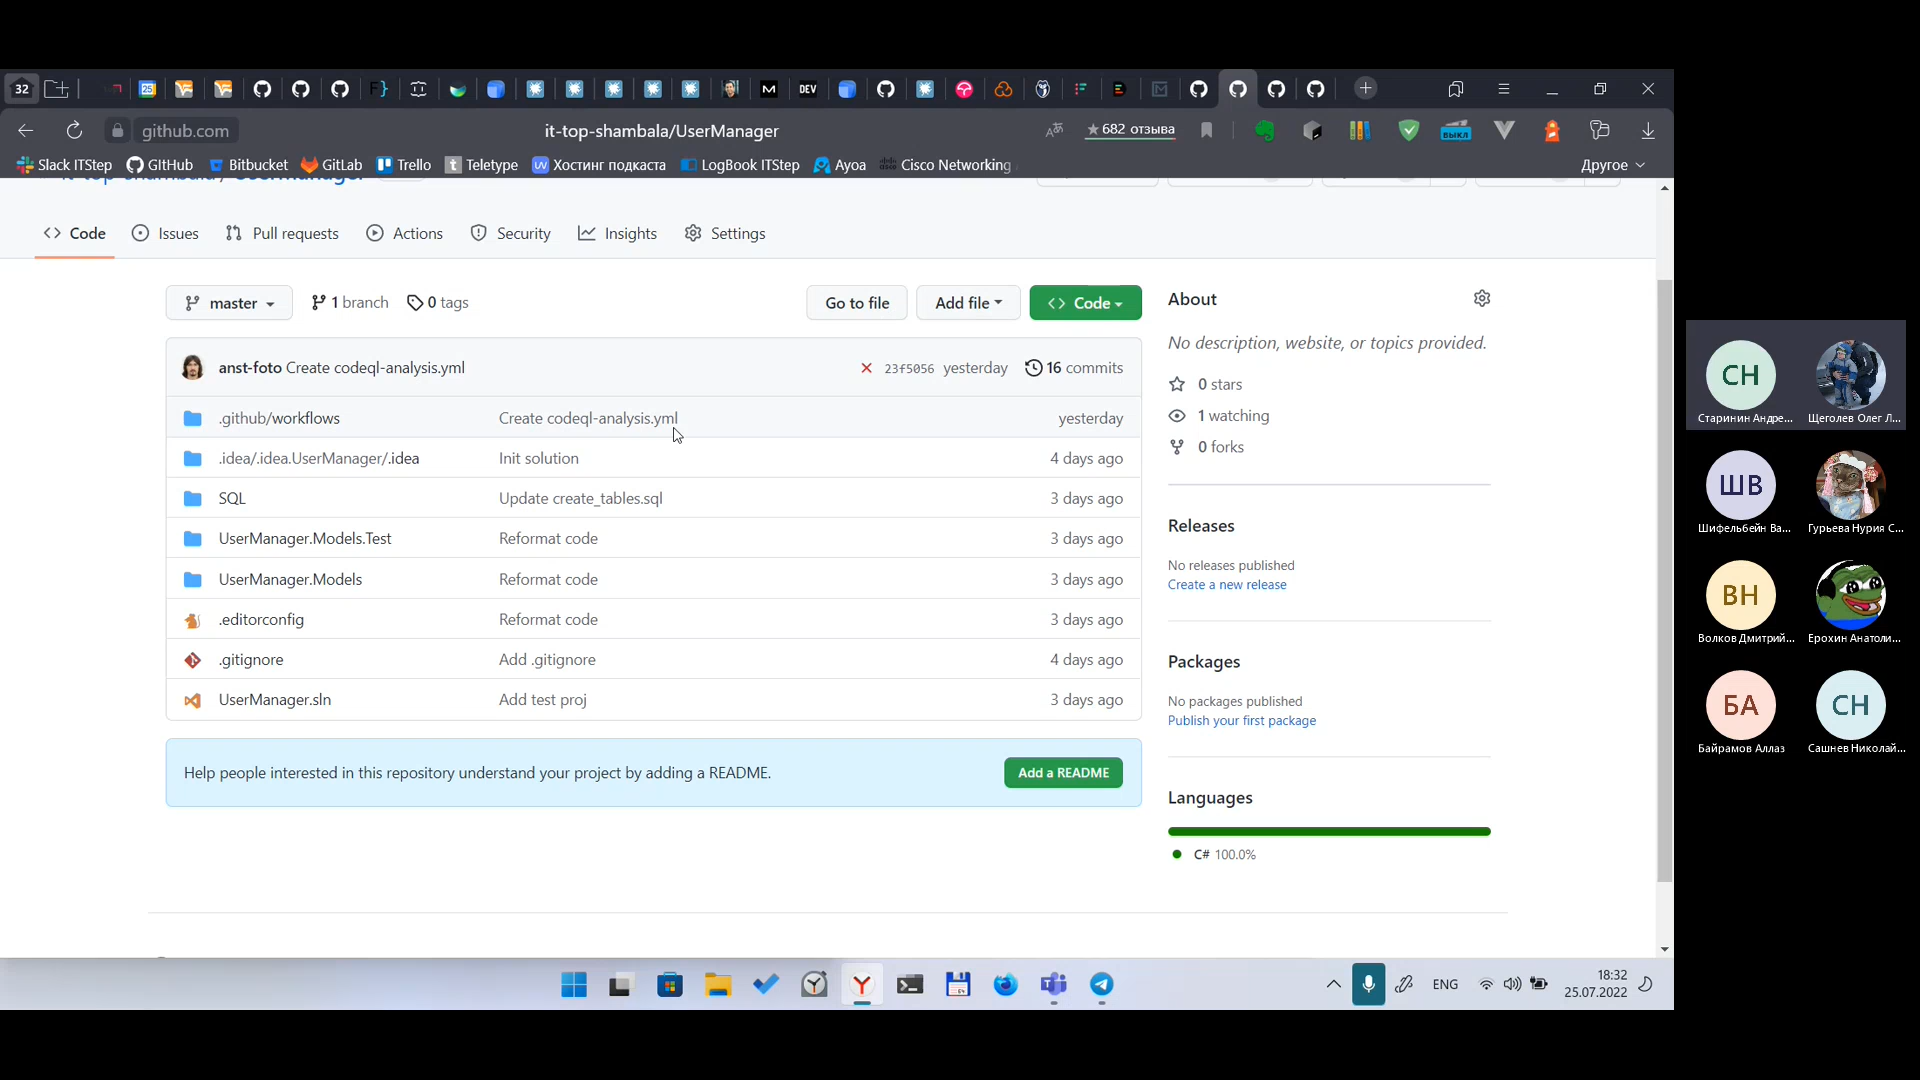 32
25
F}
M
DEV
github.com
it-top-shambala/UserManager
682 отзыва
ВЫКЛ
Slack ITStep
GItHub
Bitbucket
GitLab
Trello
Teletype
Хостинг подкаста
LogBook ITStep
Ayoa
Cisco Networking
Другое
it-top-shambala / UserManager
Code
Issues
Pull requests
Actions
Security
Insights
Settings
master
1 branch
0 tags
Go to file
Add file
Code
anst-foto Create codeql-analysis.yml
23f5056 yesterday
16 commits
.github/workflows Create codeql-analysis.yml yesterday
.idea/.idea.UserManager/.idea Init solution 4 days ago
SQL Update create_tables.sql 3 days ago
UserManager.Models.Test Reformat code 3 days ago
UserManager.Models Reformat code 3 days ago
.editorconfig Reformat code 3 days ago
.gitignore Add .gitignore 4 days ago
UserManager.sln Add test proj 3 days ago
Help people interested in this repository understand your project by adding a README.
Add a README
About
No description, website, or topics provided.
0 stars
1 watching
0 forks
Releases
No releases published
Create a new release
Packages
No packages published
Publish your first package
Languages
C# 100.0%
СН
Старинин Андре...
Щеголев Олег Л...
ШВ
Шифельбейн Ва...
Гурьева Нурия С...
ВН
Волков Дмитрий...
Ерохин Анатоли...
БА
Байрамов Аллаз
СН
Сашнев Николай...
ENG
18:32
25.07.2022